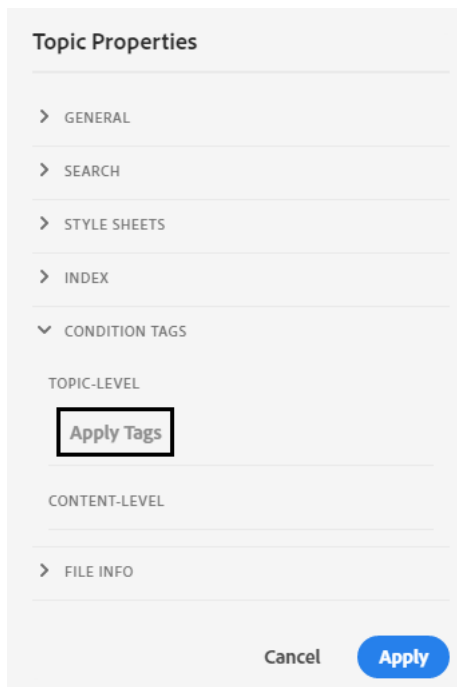 Topic Properties
GENERAL
SEARCH
STYLE SHEETS
INDEX
CONDITION TAGS
TOPIC-LEVEL
Apply Tags
CONTENT-LEVEL
FILE INFO
Cancel Apply